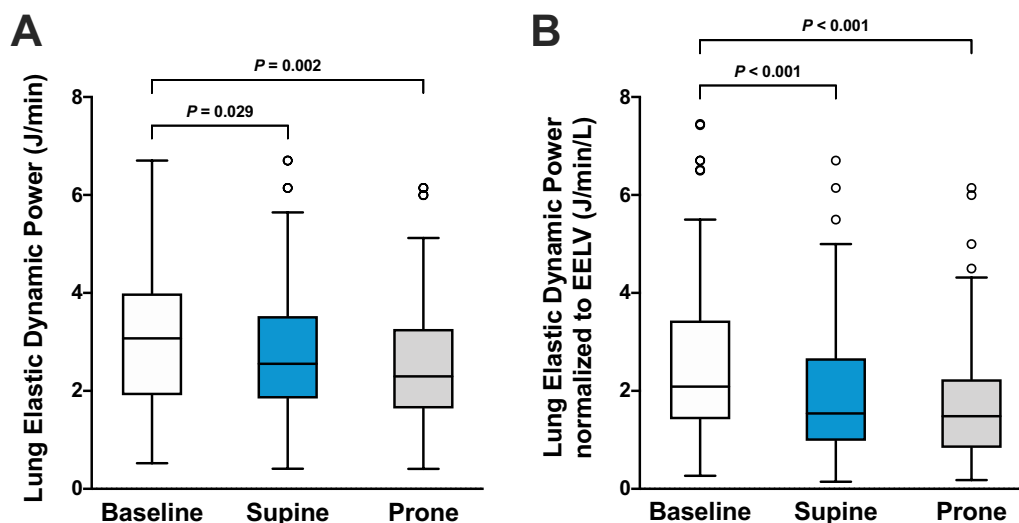 A
Lung Elastic Dynamic Power (J/min)
P = 0.002
P = 0.029
8
6
4
2
0
Baseline Supine Prone
B
Lung Elastic Dynamic Power
normalized to EELV (J/min/L)
P < 0.001
P < 0.001
8
6
4
2
0
Baseline Supine Prone